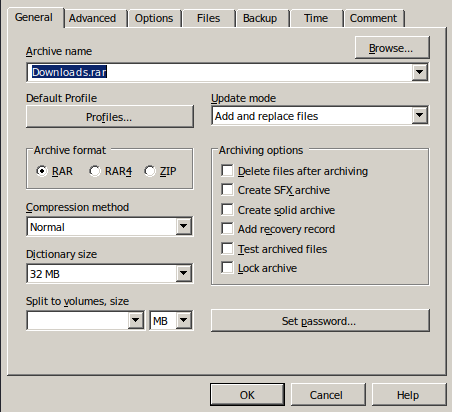 General Advanced Options Files Backup Time Comment
Archive name
Browse...
Downloads.rar
Default Profile
Update mode
Profiles...
Add and replace files
Archive format
RAR RAR4 ZIP
Archiving options
Delete files after archiving
Create SFX archive
Create solid archive
Add recovery record
Test archived files
Lock archive
Compression method
Normal
Dictionary size
32 MB
Split to volumes, size
MB
Set password...
OK Cancel Help